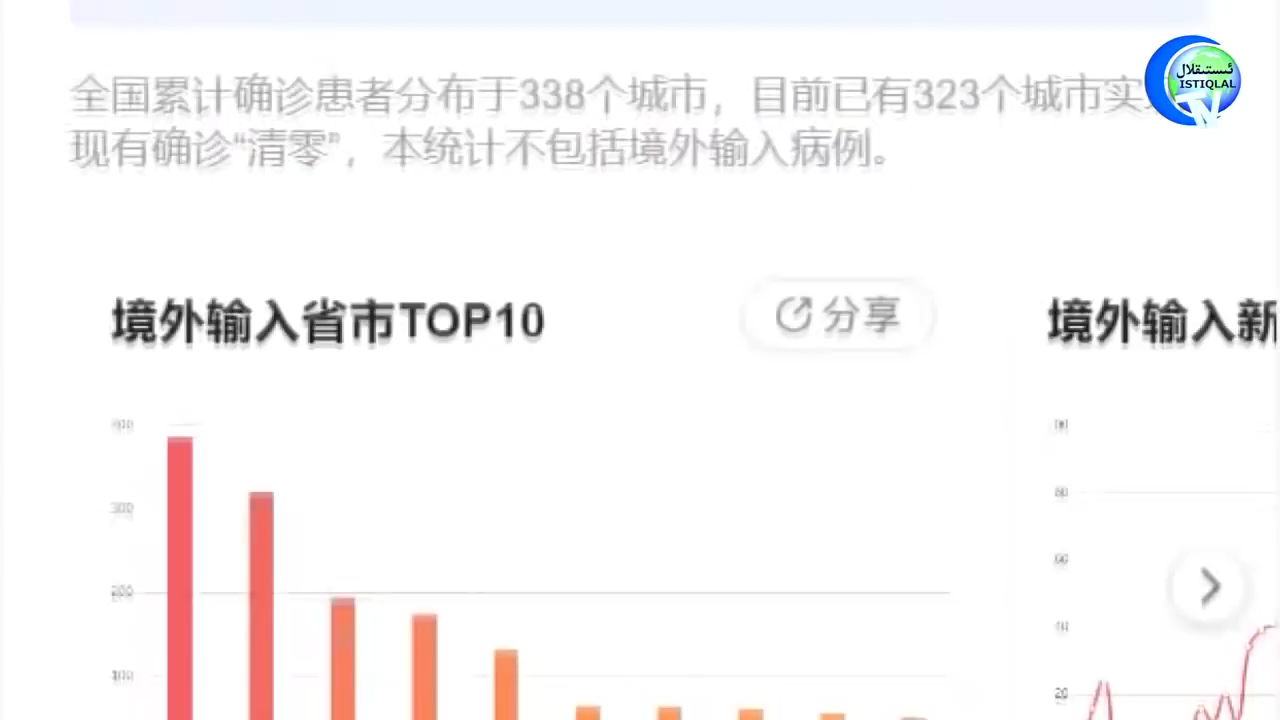 全国累计确诊患者分布于338个城市，目前已有323个城市实
现有确诊“清零”，本统计不包括境外输入病例。
ئىستىقلال
ISTIQLAL
TV
境外输入省市TOP10
分享
境外输入新
400
300
200
100
80
60
40
20